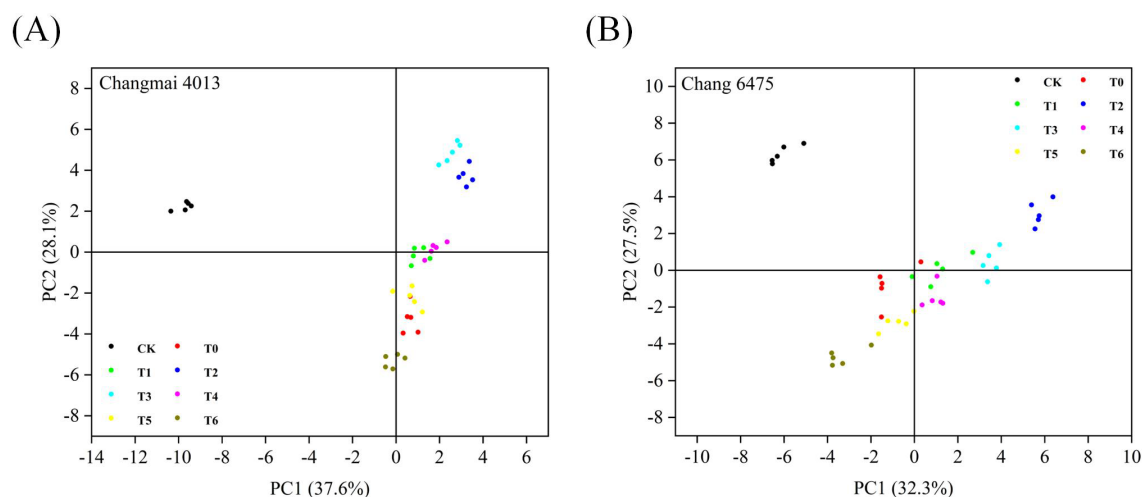 (A)
Changmai 4013
8
6
4
2
0
-2
-4
-6
-8
PC2 (28.1%)
CK T0
T1 T2
T3 T4
T5 T6
-14 -12 -10 -8 -6 -4 -2 0 2 4 6
PC1 (37.6%)
(B)
Chang 6475
10
8
6
4
2
0
-2
-4
-6
-8
PC2 (27.5%)
CK T0
T1 T2
T3 T4
T5 T6
-10 -8 -6 -4 -2 0 2 4 6 8 10
PC1 (32.3%)